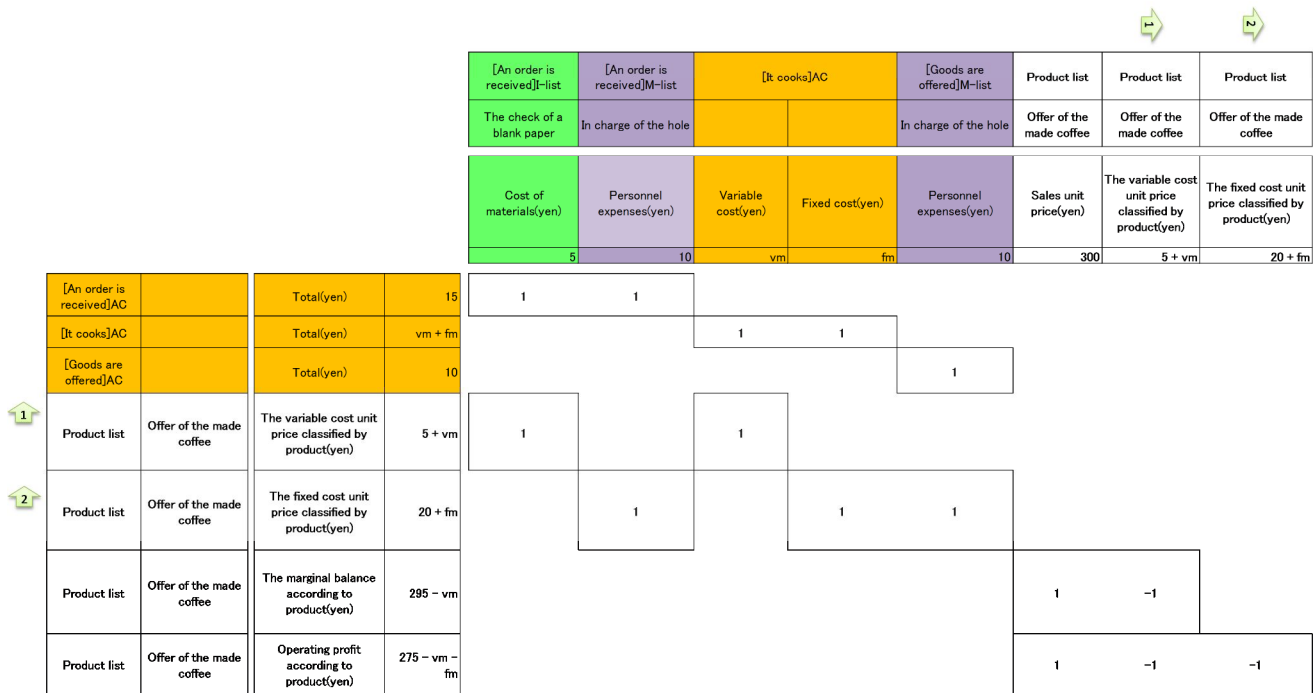 1 2
[An order is received]I-list [An order is received]M-list [It cooks]AC [Goods are offered]M-list Product list Product list Product list
The check of a blank paper In charge of the hole In charge of the hole Offer of the made coffee Offer of the made coffee Offer of the made coffee
Cost of materials(yen) Personnel expenses(yen) Variable cost(yen) Fixed cost(yen) Personnel expenses(yen) Sales unit price(yen) The variable cost unit price classified by product(yen) The fixed cost unit price classified by product(yen)
5 10 vm fm 10 300 5 + vm 20 + fm
[An order is received]AC Total(yen) 15 1 1
[It cooks]AC Total(yen) vm + fm 1 1
[Goods are offered]AC Total(yen) 10 1
1 Product list Offer of the made coffee The variable cost unit price classified by product(yen) 5 + vm 1 1
2 Product list Offer of the made coffee The fixed cost unit price classified by product(yen) 20 + fm 1 1 1
Product list Offer of the made coffee The marginal balance according to product(yen) 295 - vm 1 -1
Product list Offer of the made coffee Operating profit according to product(yen) 275 - vm - fm 1 -1 -1